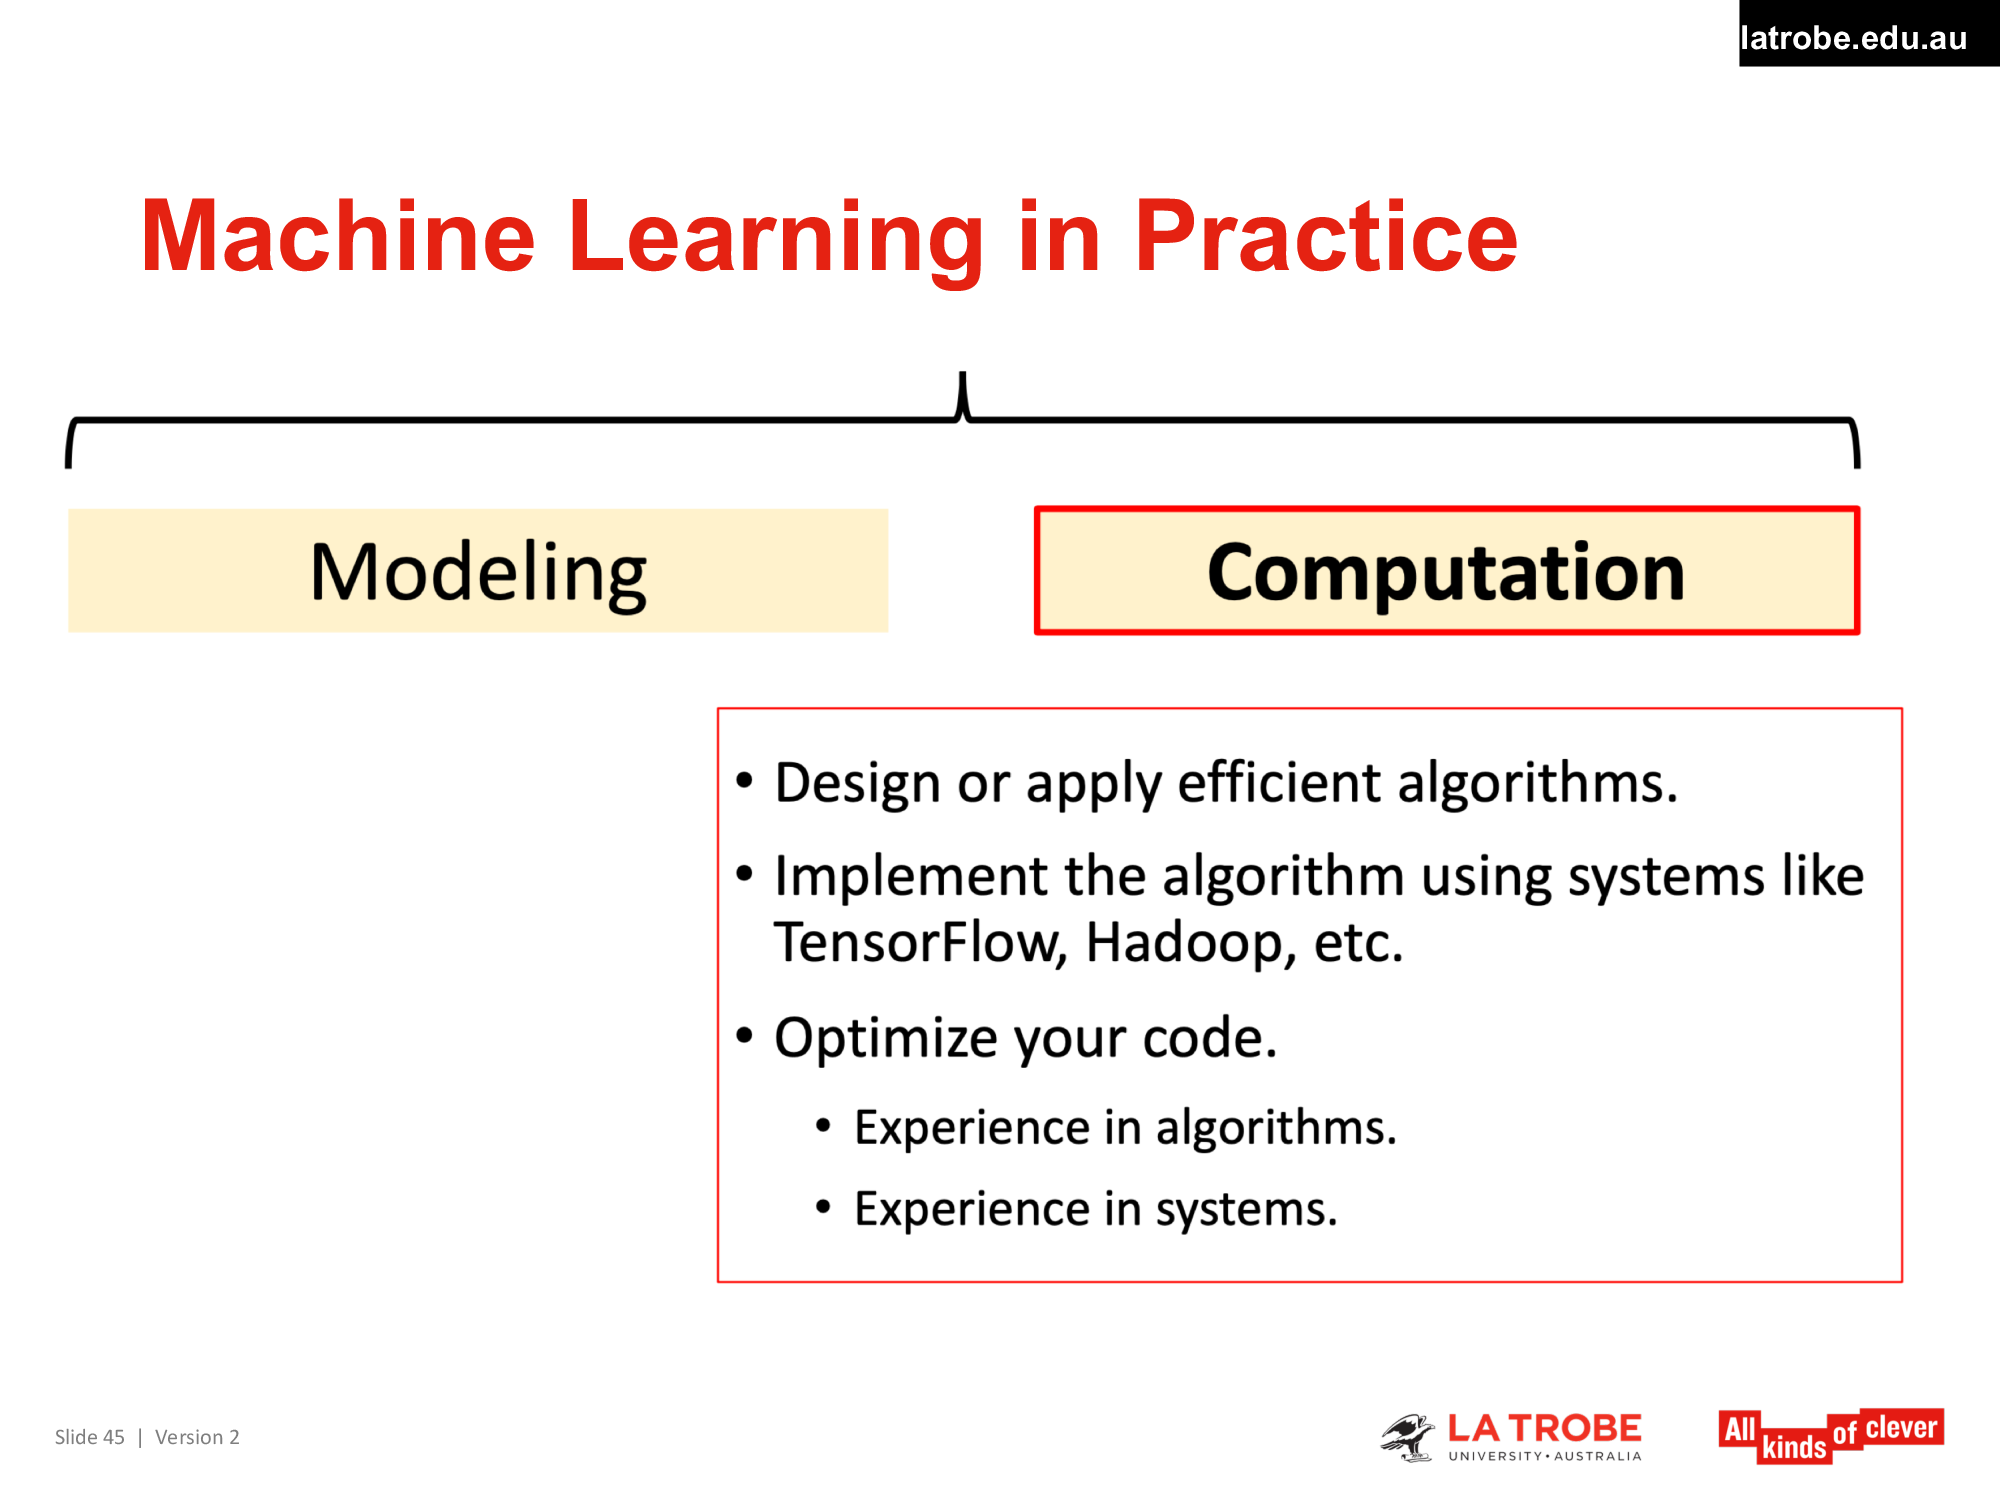 latrobe.edu.au
Machine Learning in Practice
Modeling
Computation
• Design or apply efficient algorithms.
• Implement the algorithm using systems like
TensorFlow, Hadoop, etc.
• Optimize your code.
• Experience in algorithms.
• Experience in systems.
Slide 45 | Version 2
LA TROBE
UNIVERSITY • AUSTRALIA
All kinds of clever